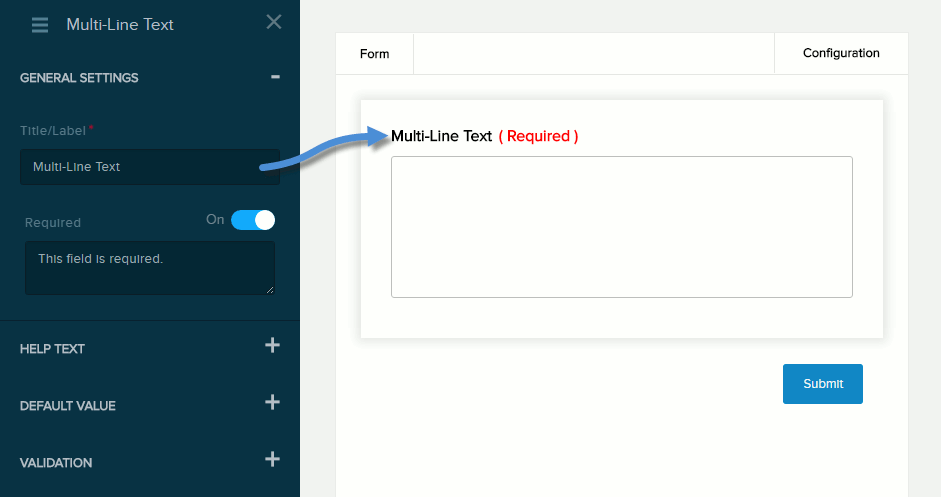 Multi-Line Text
GENERAL SETTINGS
Title/Label*
Multi-Line Text
Required On
This field is required.
HELP TEXT
DEFAULT VALUE
VALIDATION
Form Configuration
Multi-Line Text ( Required )
Submit